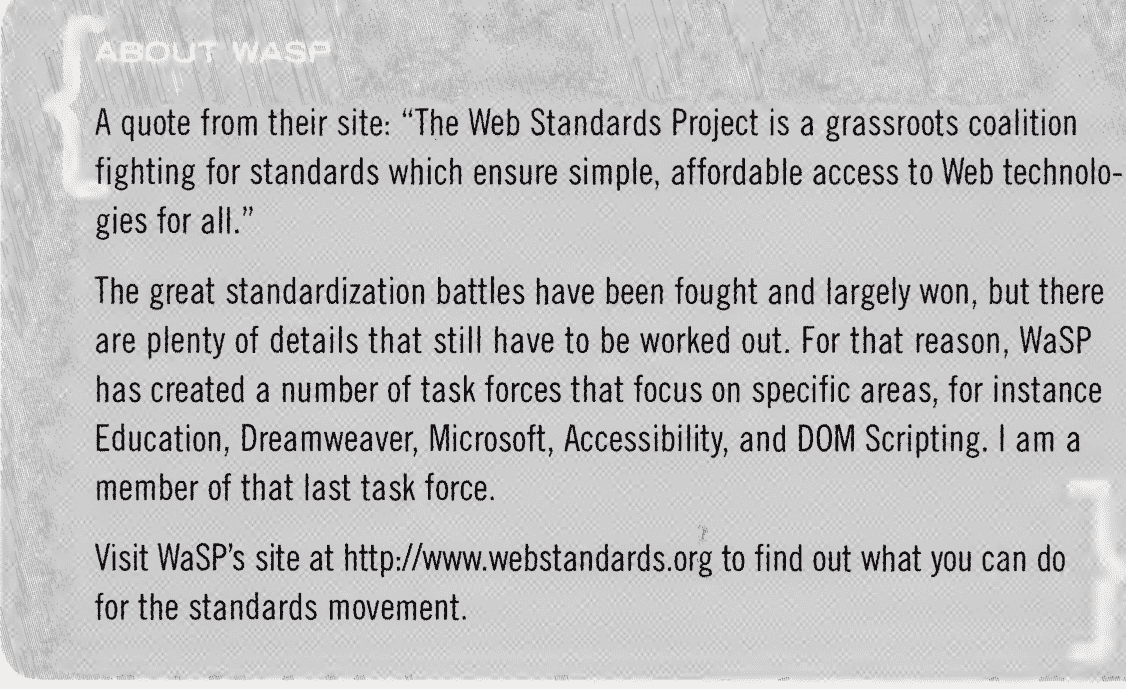 ABOUT WASP
A quote from their site: “The Web Standards Project is a grassroots coalition
fighting for standards which ensure simple, affordable access to Web technolo-
gies for all.”
The great standardization battles have been fought and largely won, but there
are plenty of details that still have to be worked out. For that reason, WaSP
has created a number of task forces that focus on specific areas, for instance
Education, Dreamweaver, Microsoft, Accessibility, and DOM Scripting. I am a
member of that last task force.
Visit WaSP’s site at http://www.webstandards.org to find out what you can do
for the standards movement.